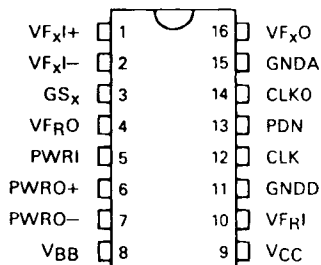 VFxI+ 1 16 VFxO
VFxI− 2 15 GNDA
GSx 3 14 CLK0
VFRO 4 13 PDN
PWRI 5 12 CLK
PWRO+ 6 11 GNDD
PWRO− 7 10 VFRI
VBB 8 9 VCC